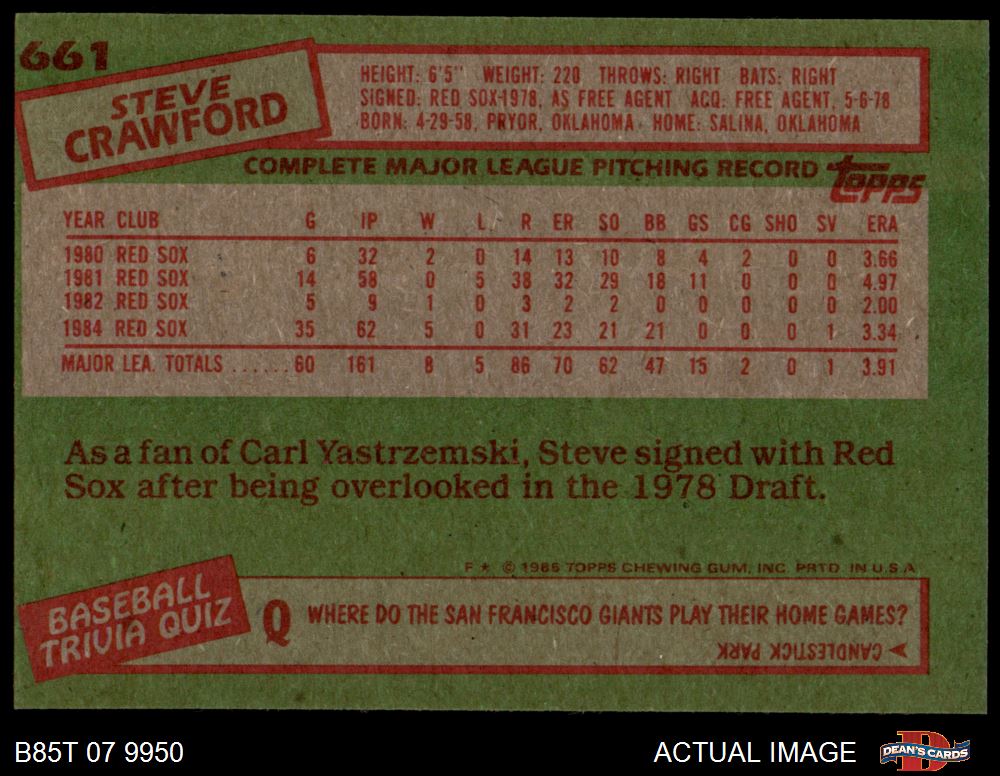 661
STEVE
CRAWFORD
HEIGHT: 6'5" WEIGHT: 220 THROWS: RIGHT BATS: RIGHT
SIGNED: RED SOX-1978, AS FREE AGENT ACQ: FREE AGENT, 5-6-78
BORN: 4-29-58, PRYOR, OKLAHOMA · HOME: SALINA, OKLAHOMA
COMPLETE MAJOR LEAGUE PITCHING RECORD TOPPS
YEAR CLUB G IP W L R ER SO BB GS CG SHO SV ERA
1980 RED SOX 6 32 2 0 14 13 10 8 4 2 0 0 3.66
1981 RED SOX 14 58 0 5 38 32 29 18 11 0 0 0 4.97
1982 RED SOX 5 9 1 0 3 2 2 0 0 0 0 0 2.00
1984 RED SOX 35 62 5 0 31 23 21 21 0 0 0 1 3.34
MAJOR LEA. TOTALS ......60 161 8 5 86 70 62 47 15 2 0 1 3.91
As a fan of Carl Yastrzemski, Steve signed with Red
Sox after being overlooked in the 1978 Draft.
F ★ © 1985 TOPPS CHEWING GUM, INC. PRTD. IN U.S.A.
BASEBALL
TRIVIA QUIZ
Q WHERE DO THE SAN FRANCISCO GIANTS PLAY THEIR HOME GAMES?
CANDLESTICK PARK
B85T 07 9950
ACTUAL IMAGE
D
DEAN'S CARDS